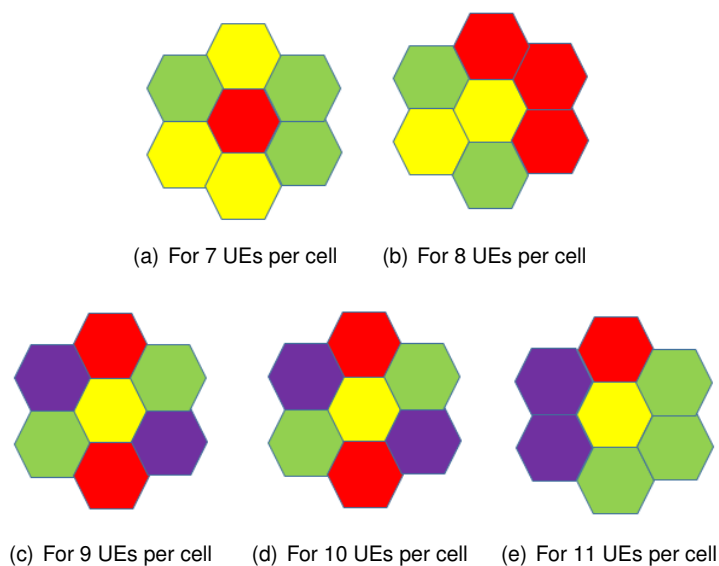 (a) For 7 UEs per cell
(b) For 8 UEs per cell
(c) For 9 UEs per cell
(d) For 10 UEs per cell
(e) For 11 UEs per cell